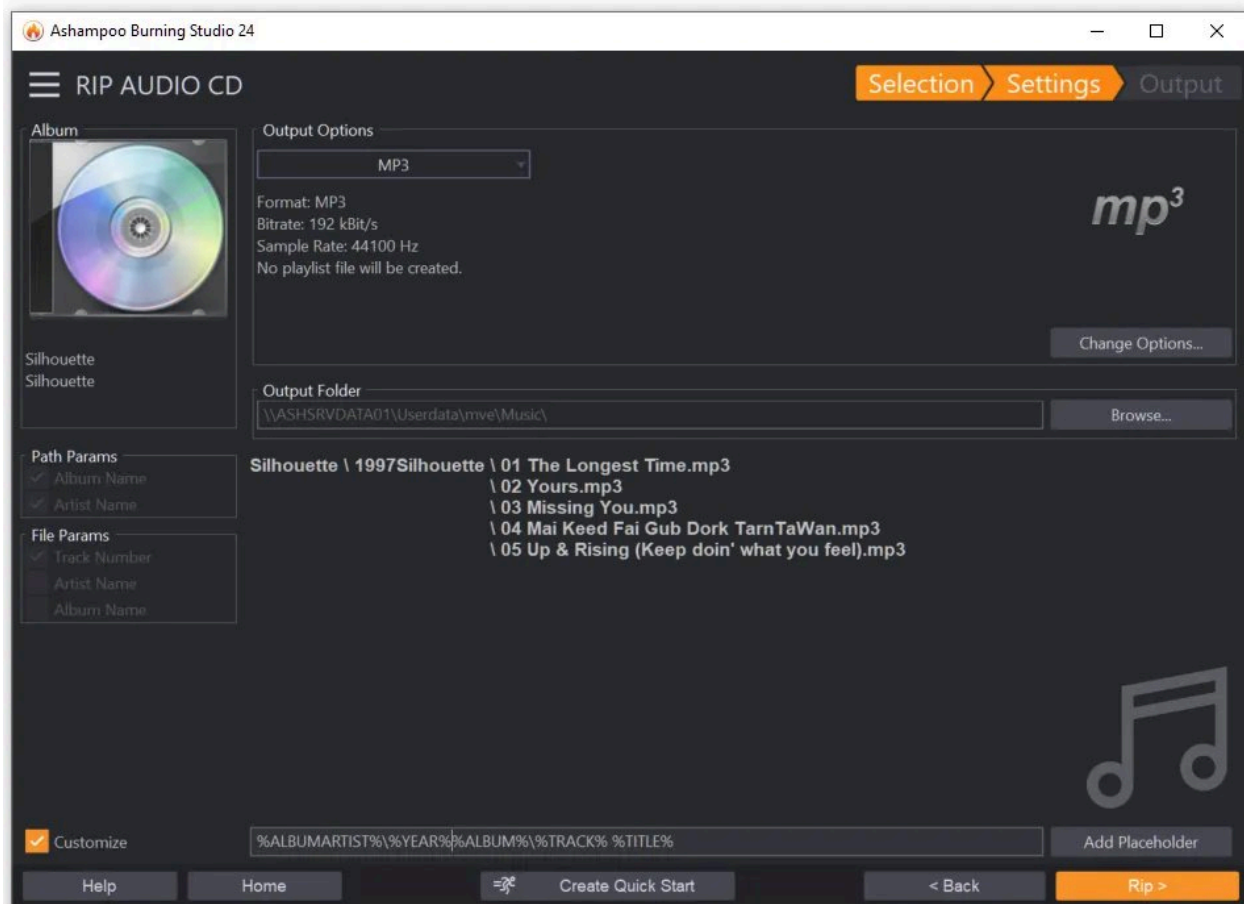 Ashampoo Burning Studio 24
RIP AUDIO CD
Selection
Settings
Output
Album
Silhouette
Silhouette
Output Options
MP3
Format: MP3
Bitrate: 192 kBit/s
Sample Rate: 44100 Hz
No playlist file will be created.
mp3
Change Options...
Output Folder
\\ASHSRVDATA01\Userdata\mve\Music\
Browse...
Path Params
Album Name
Artist Name
File Params
Track Number
Artist Name
Album Name
Silhouette \ 1997Silhouette \ 01 The Longest Time.mp3
\ 02 Yours.mp3
\ 03 Missing You.mp3
\ 04 Mai Keed Fai Gub Dork TarnTaWan.mp3
\ 05 Up & Rising (Keep doin' what you feel).mp3
Customize
%ALBUMARTIST%\%YEAR%%ALBUM%\%TRACK% %TITLE%
Add Placeholder
Help
Home
Create Quick Start
< Back
Rip >